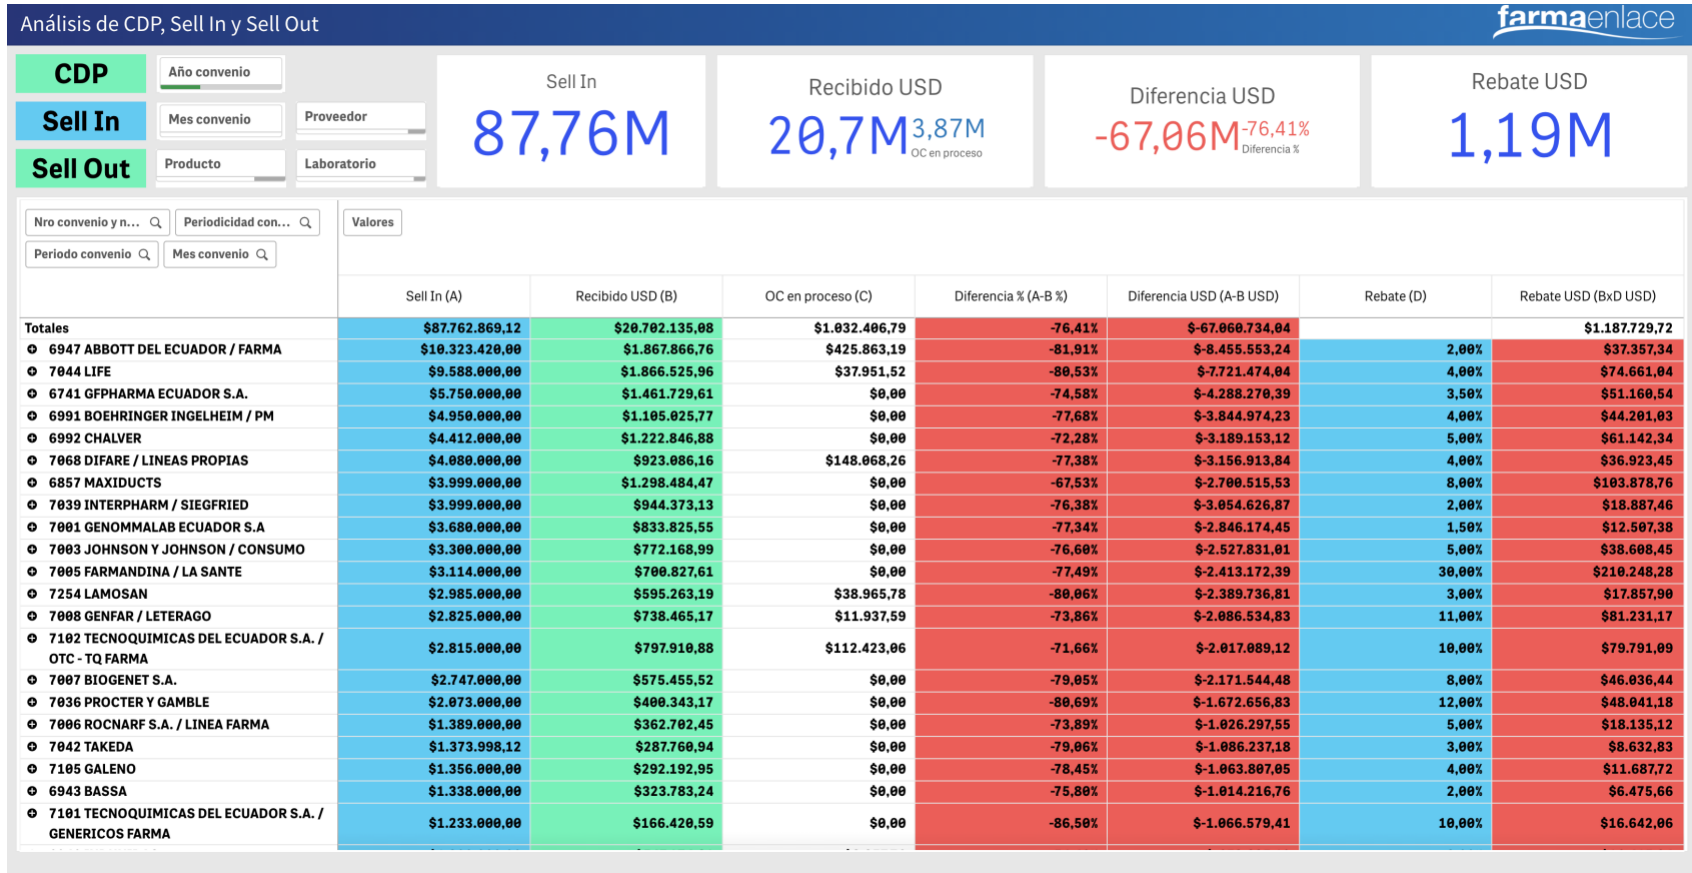 Análisis de CDP, Sell In y Sell Out
farmaenlace
CDP
Año convenio
Sell In
Mes convenio
Proveedor
Sell Out
Producto
Laboratorio
Sell In
87,76M
Recibido USD
20,7M 3,87M
OC en proceso
Diferencia USD
-67,06M -76,41%
Diferencia %
Rebate USD
1,19M
Nro convenio y n... Periodicidad con... Valores
Periodo convenio Mes convenio
Sell In (A) Recibido USD (B) OC en proceso (C) Diferencia % (A-B %) Diferencia USD (A-B USD) Rebate (D) Rebate USD (BxD USD)
Totales $87.762.869,12 $20.702.135,08 $1.032.406,79 -76,41% $-67.060.734,04 $1.187.729,72
6947 ABBOTT DEL ECUADOR / FARMA $10.323.420,00 $1.867.866,76 $425.863,19 -81,91% $-8.455.553,24 2,00% $37.357,34
7044 LIFE $9.588.000,00 $1.866.525,96 $37.951,52 -80,53% $-7.721.474,04 4,00% $74.661,04
6741 GFPHARMA ECUADOR S.A. $5.750.000,00 $1.461.729,61 $0,00 -74,58% $-4.288.270,39 3,50% $51.160,54
6991 BOEHRINGER INGELHEIM / PM $4.950.000,00 $1.105.025,77 $0,00 -77,68% $-3.844.974,23 4,00% $44.201,03
6992 CHALVER $4.412.000,00 $1.222.846,88 $0,00 -72,28% $-3.189.153,12 5,00% $61.142,34
7068 DIFARE / LINEAS PROPIAS $4.080.000,00 $923.086,16 $148.068,26 -77,38% $-3.156.913,84 4,00% $36.923,45
6857 MAXIDUCTS $3.999.000,00 $1.298.484,47 $0,00 -67,53% $-2.700.515,53 8,00% $103.878,76
7039 INTERPHARM / SIEGFRIED $3.999.000,00 $944.373,13 $0,00 -76,38% $-3.054.626,87 2,00% $18.887,46
7001 GENOMMALAB ECUADOR S.A $3.680.000,00 $833.825,55 $0,00 -77,34% $-2.846.174,45 1,50% $12.507,38
7003 JOHNSON Y JOHNSON / CONSUMO $3.300.000,00 $772.168,99 $0,00 -76,60% $-2.527.831,01 5,00% $38.608,45
7005 FARMANDINA / LA SANTE $3.114.000,00 $700.827,61 $0,00 -77,49% $-2.413.172,39 30,00% $210.248,28
7254 LAMOSAN $2.985.000,00 $595.263,19 $38.965,78 -80,06% $-2.389.736,81 3,00% $17.857,90
7008 GENFAR / LETERAGO $2.825.000,00 $738.465,17 $11.937,59 -73,86% $-2.086.534,83 11,00% $81.231,17
7102 TECNOQUIMICAS DEL ECUADOR S.A. /
OTC - TQ FARMA $2.815.000,00 $797.910,88 $112.423,06 -71,66% $-2.017.089,12 10,00% $79.791,09
7007 BIOGENET S.A. $2.747.000,00 $575.455,52 $0,00 -79,05% $-2.171.544,48 8,00% $46.036,44
7036 PROCTER Y GAMBLE $2.073.000,00 $400.343,17 $0,00 -80,69% $-1.672.656,83 12,00% $48.041,18
7006 ROCNARF S.A. / LINEA FARMA $1.389.000,00 $362.702,45 $0,00 -73,89% $-1.026.297,55 5,00% $18.135,12
7042 TAKEDA $1.373.998,12 $287.760,94 $0,00 -79,06% $-1.086.237,18 3,00% $8.632,83
7105 GALENO $1.356.000,00 $292.192,95 $0,00 -78,45% $-1.063.807,05 4,00% $11.687,72
6943 BASSA $1.338.000,00 $323.783,24 $0,00 -75,80% $-1.014.216,76 2,00% $6.475,66
7101 TECNOQUIMICAS DEL ECUADOR S.A. /
GENERICOS FARMA $1.233.000,00 $166.420,59 $0,00 -86,50% $-1.066.579,41 10,00% $16.642,06